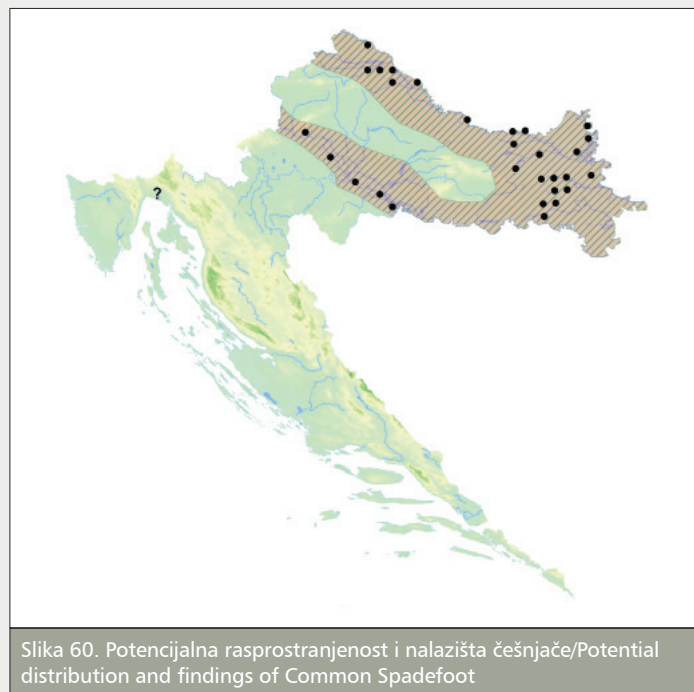 ?
Slika 60. Potencijalna rasprostranjenost i nalazišta češnjače/Potential
distribution and findings of Common Spadefoot